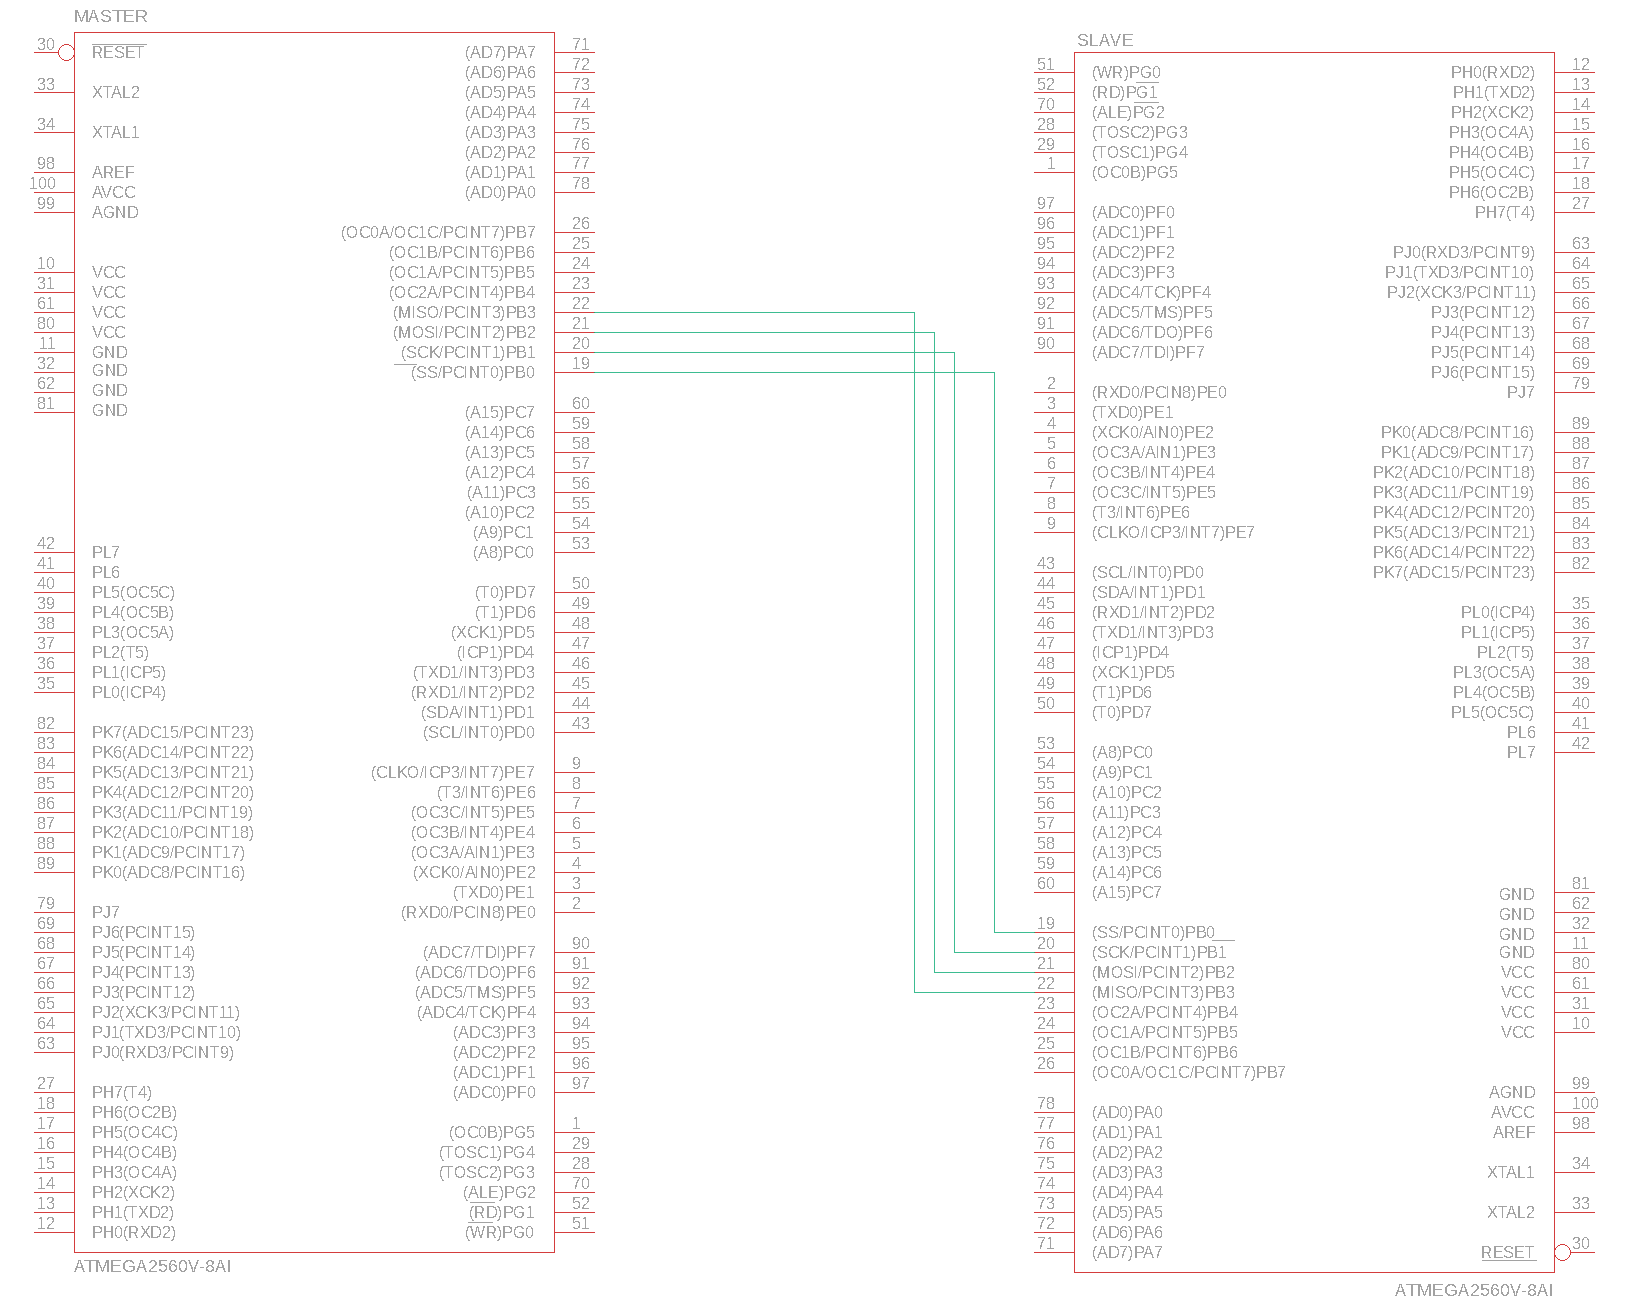 MASTER
30 RESET (AD7)PA7 71
(AD6)PA6 72
33 XTAL2 (AD5)PA5 73
(AD4)PA4 74
34 XTAL1 (AD3)PA3 75
(AD2)PA2 76
98 AREF (AD1)PA1 77
100 AVCC (AD0)PA0 78
99 AGND
(OC0A/OC1C/PCINT7)PB7 26
(OC1B/PCINT6)PB6 25
10 VCC (OC1A/PCINT5)PB5 24
31 VCC (OC2A/PCINT4)PB4 23
61 VCC (MISO/PCINT3)PB3 22
80 VCC (MOSI/PCINT2)PB2 21
11 GND (SCK/PCINT1)PB1 20
32 GND (SS/PCINT0)PB0 19
62 GND
81 GND (A15)PC7 60
(A14)PC6 59
(A13)PC5 58
(A12)PC4 57
(A11)PC3 56
(A10)PC2 55
(A9)PC1 54
42 PL7 (A8)PC0 53
41 PL6
40 PL5(OC5C) (T0)PD7 50
39 PL4(OC5B) (T1)PD6 49
38 PL3(OC5A) (XCK1)PD5 48
37 PL2(T5) (ICP1)PD4 47
36 PL1(ICP5) (TXD1/INT3)PD3 46
35 PL0(ICP4) (RXD1/INT2)PD2 45
(SDA/INT1)PD1 44
82 PK7(ADC15/PCINT23) (SCL/INT0)PD0 43
83 PK6(ADC14/PCINT22)
84 PK5(ADC13/PCINT21) (CLKO/ICP3/INT7)PE7 9
85 PK4(ADC12/PCINT20) (T3/INT6)PE6 8
86 PK3(ADC11/PCINT19) (OC3C/INT5)PE5 7
87 PK2(ADC10/PCINT18) (OC3B/INT4)PE4 6
88 PK1(ADC9/PCINT17) (OC3A/AIN1)PE3 5
89 PK0(ADC8/PCINT16) (XCK0/AIN0)PE2 4
(TXD0)PE1 3
79 PJ7 (RXD0/PCIN8)PE0 2
69 PJ6(PCINT15)
68 PJ5(PCINT14) (ADC7/TDI)PF7 90
67 PJ4(PCINT13) (ADC6/TDO)PF6 91
66 PJ3(PCINT12) (ADC5/TMS)PF5 92
65 PJ2(XCK3/PCINT11) (ADC4/TCK)PF4 93
64 PJ1(TXD3/PCINT10) (ADC3)PF3 94
63 PJ0(RXD3/PCINT9) (ADC2)PF2 95
(ADC1)PF1 96
27 PH7(T4) (ADC0)PF0 97
18 PH6(OC2B)
17 PH5(OC4C) (OC0B)PG5 1
16 PH4(OC4B) (TOSC1)PG4 29
15 PH3(OC4A) (TOSC2)PG3 28
14 PH2(XCK2) (ALE)PG2 70
13 PH1(TXD2) (RD)PG1 52
12 PH0(RXD2) (WR)PG0 51
ATMEGA2560V-8AI
SLAVE
51 (WR)PG0 PH0(RXD2) 12
52 (RD)PG1 PH1(TXD2) 13
70 (ALE)PG2 PH2(XCK2) 14
28 (TOSC2)PG3 PH3(OC4A) 15
29 (TOSC1)PG4 PH4(OC4B) 16
1 (OC0B)PG5 PH5(OC4C) 17
PH6(OC2B) 18
97 (ADC0)PF0 PH7(T4) 27
96 (ADC1)PF1
95 (ADC2)PF2 PJ0(RXD3/PCINT9) 63
94 (ADC3)PF3 PJ1(TXD3/PCINT10) 64
93 (ADC4/TCK)PF4 PJ2(XCK3/PCINT11) 65
92 (ADC5/TMS)PF5 PJ3(PCINT12) 66
91 (ADC6/TDO)PF6 PJ4(PCINT13) 67
90 (ADC7/TDI)PF7 PJ5(PCINT14) 68
PJ6(PCINT15) 69
2 (RXD0/PCIN8)PE0 PJ7 79
3 (TXD0)PE1
4 (XCK0/AIN0)PE2 PK0(ADC8/PCINT16) 89
5 (OC3A/AIN1)PE3 PK1(ADC9/PCINT17) 88
6 (OC3B/INT4)PE4 PK2(ADC10/PCINT18) 87
7 (OC3C/INT5)PE5 PK3(ADC11/PCINT19) 86
8 (T3/INT6)PE6 PK4(ADC12/PCINT20) 85
9 (CLKO/ICP3/INT7)PE7 PK5(ADC13/PCINT21) 84
PK6(ADC14/PCINT22) 83
43 (SCL/INT0)PD0 PK7(ADC15/PCINT23) 82
44 (SDA/INT1)PD1
45 (RXD1/INT2)PD2 PL0(ICP4) 35
46 (TXD1/INT3)PD3 PL1(ICP5) 36
47 (ICP1)PD4 PL2(T5) 37
48 (XCK1)PD5 PL3(OC5A) 38
49 (T1)PD6 PL4(OC5B) 39
50 (T0)PD7 PL5(OC5C) 40
PL6 41
53 (A8)PC0 PL7 42
54 (A9)PC1
55 (A10)PC2
56 (A11)PC3
57 (A12)PC4
58 (A13)PC5
59 (A14)PC6
60 (A15)PC7 GND 81
GND 62
19 (SS/PCINT0)PB0 GND 32
20 (SCK/PCINT1)PB1 GND 11
21 (MOSI/PCINT2)PB2 VCC 80
22 (MISO/PCINT3)PB3 VCC 61
23 (OC2A/PCINT4)PB4 VCC 31
24 (OC1A/PCINT5)PB5 VCC 10
25 (OC1B/PCINT6)PB6
26 (OC0A/OC1C/PCINT7)PB7
AGND 99
78 (AD0)PA0 AVCC 100
77 (AD1)PA1 AREF 98
76 (AD2)PA2
75 (AD3)PA3 XTAL1 34
74 (AD4)PA4
73 (AD5)PA5 XTAL2 33
72 (AD6)PA6
71 (AD7)PA7 RESET 30
ATMEGA2560V-8AI